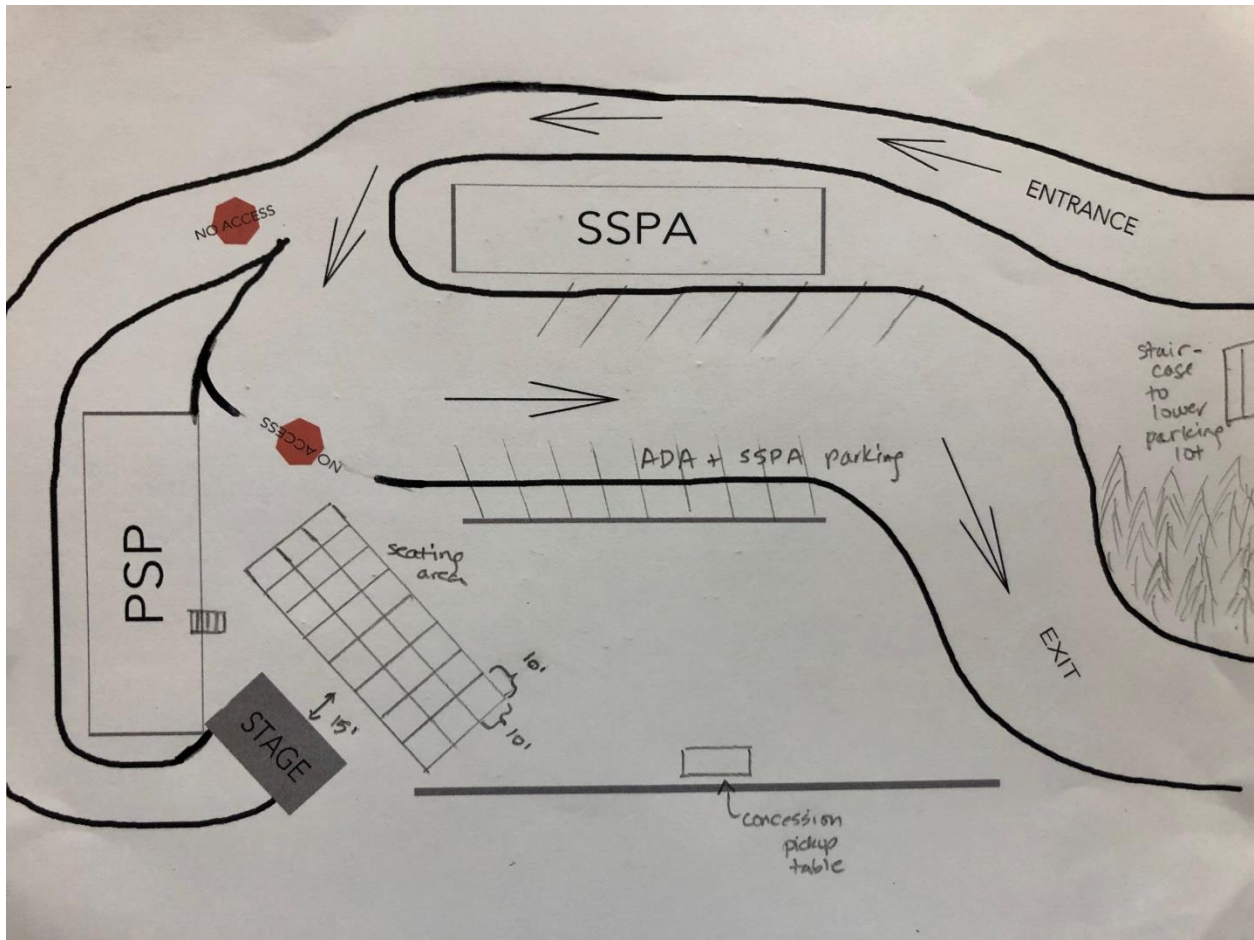 ENTRANCE
NO ACCESS
SSPA
stair-
case
to
lower
parking
lot
NO ACCESS
ADA + SSPA parking
PSP
seating
area
10'
10'
15'
STAGE
EXIT
concession
pickup
table